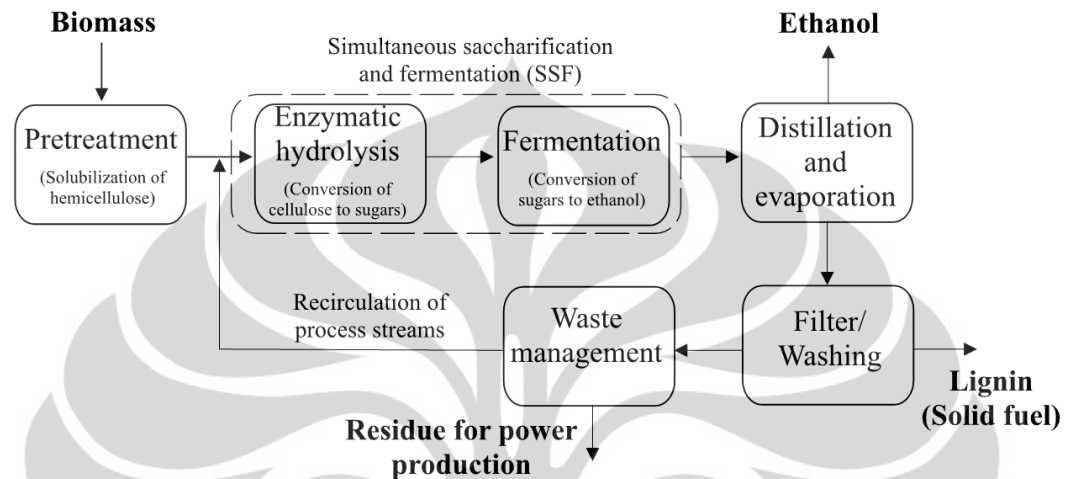 Biomass
Ethanol
Simultaneous saccharification
and fermentation (SSF)
Pretreatment
(Solubilization of
hemicellulose)
Enzymatic
hydrolysis
(Conversion of
cellulose to sugars)
Fermentation
(Conversion of
sugars to ethanol)
Distillation
and
evaporation
Recirculation of
process streams
Waste
management
Filter/
Washing
Lignin
(Solid fuel)
Residue for power
production